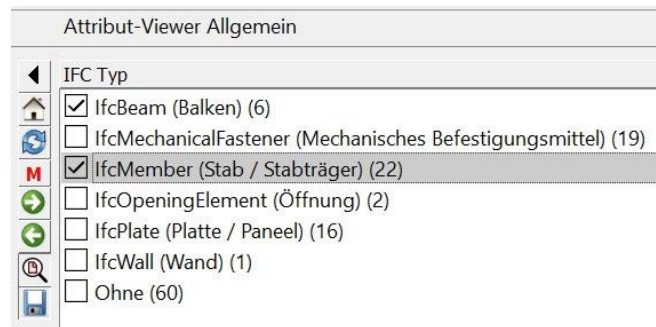 Attribut-Viewer Allgemein
IFC Typ
IfcBeam (Balken) (6)
IfcMechanicalFastener (Mechanisches Befestigungsmittel) (19)
M
IfcMember (Stab / Stabträger) (22)
IfcOpeningElement (Öffnung) (2)
IfcPlate (Platte / Paneel) (16)
IfcWall (Wand) (1)
Ohne (60)